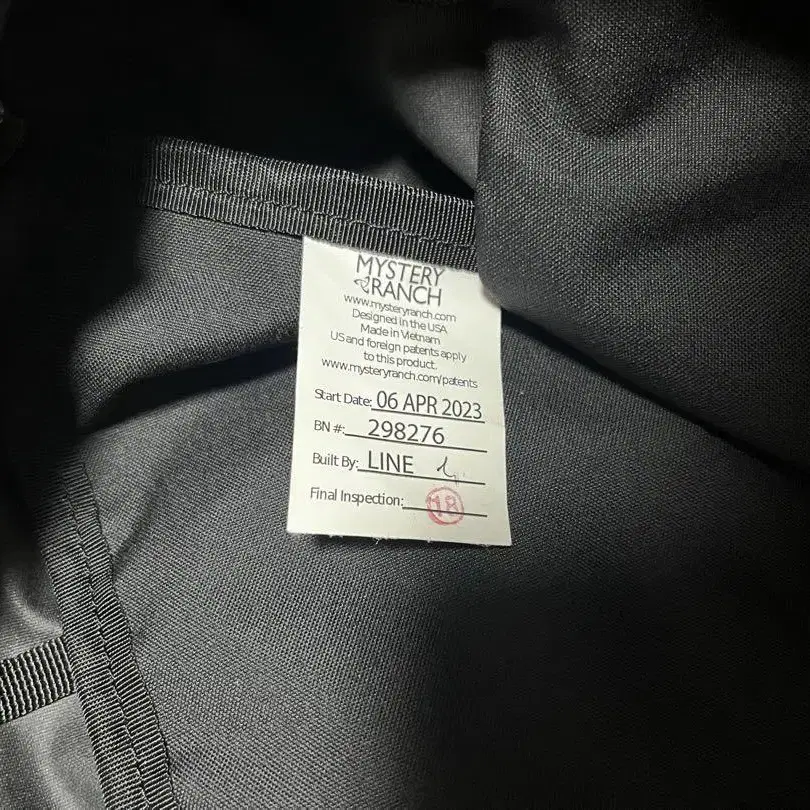 MYSTERY
RANCH
www.mysteryranch.com
Designed in the USA
Made in Vietnam
US and foreign patents apply
to this product.
www.mysteryranch.com/patents
Start Date: 06 APR 2023
BN #: 298276
Built By: LINE
Final Inspection: 18